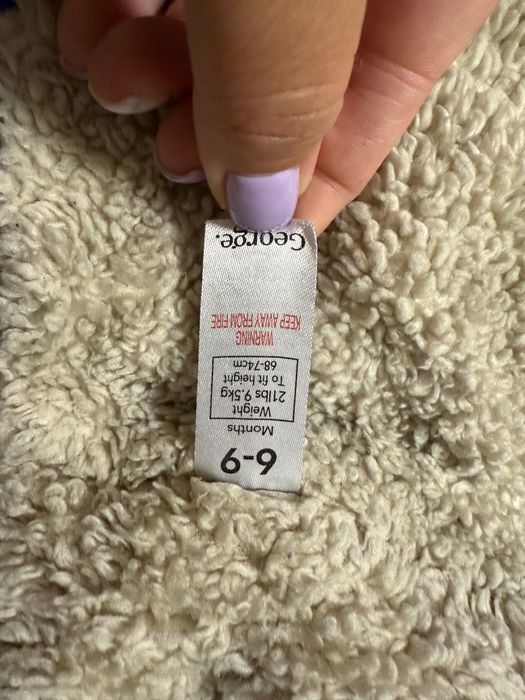 6-9
Months
Weight
21lbs 9.5kg
To fit height
68-74cm
WARNING
KEEP AWAY FROM FIRE
George.